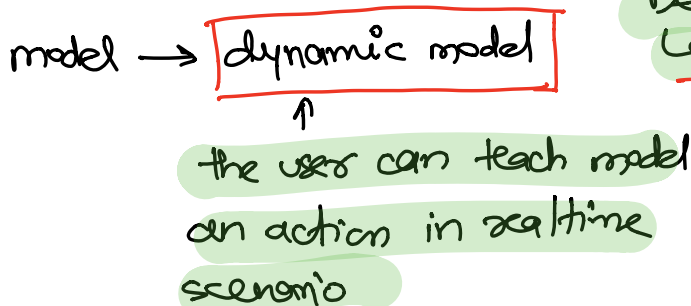 model → dynamic model
↑
the user can teach model
an action in realtime
scenario